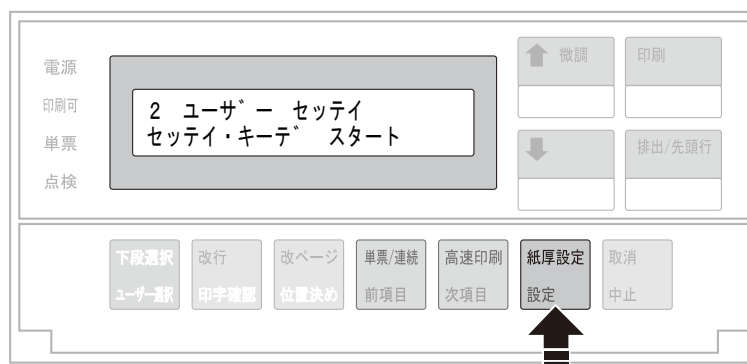 電源
印刷可
単票
点検
2 ユーザー セッテイ
セッテイ・キーデ スタート
微調
印刷
排出/先頭行
下段選択
ユーザー選択
改行
印字確認
改ページ
位置決め
単票/連続
前項目
高速印刷
次項目
紙厚設定
設定
取消
中止